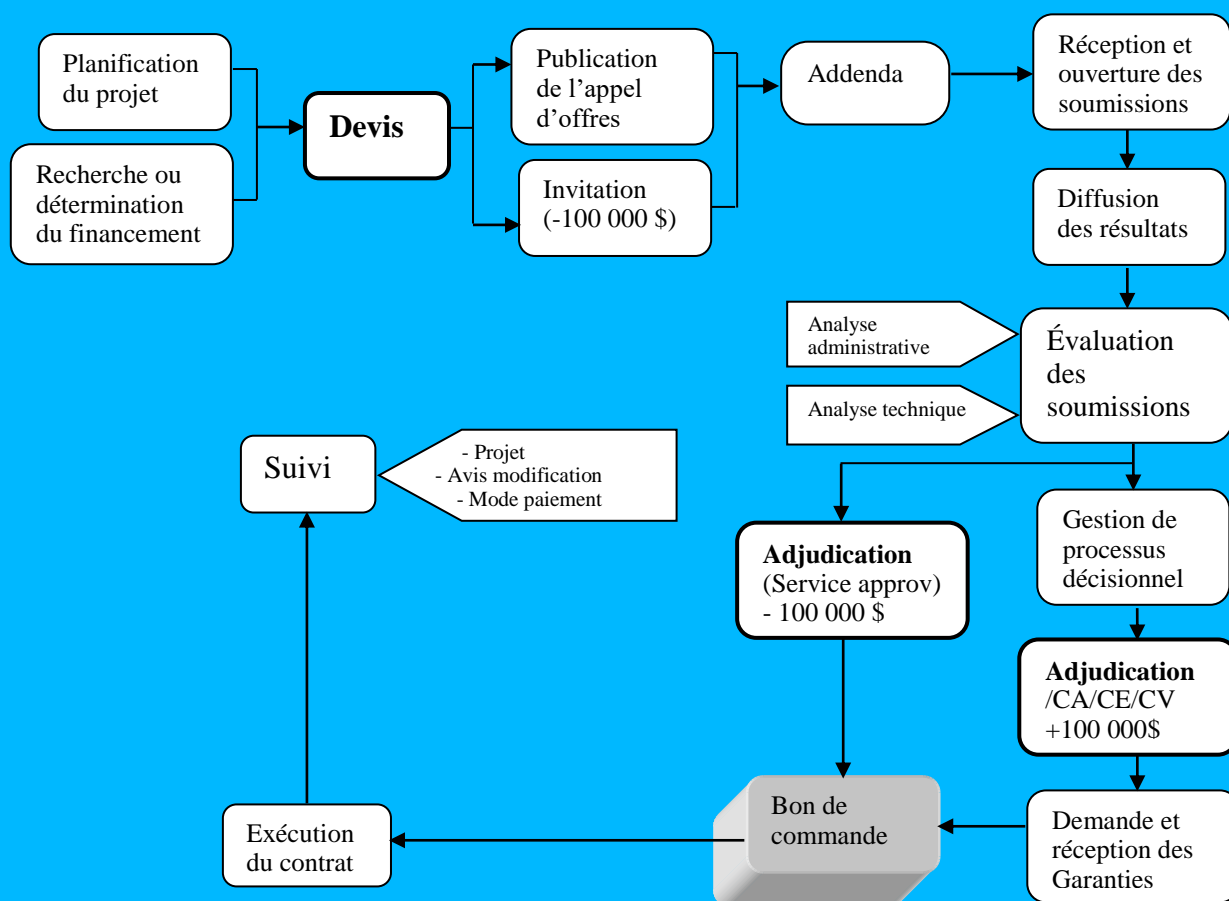 Planification
du projet
Recherche ou
détermination
du financement
Devis
Publication
de l'appel
d'offres
Invitation
(-100 000 $)
Addenda
Réception et
ouverture des
soumissions
Diffusion
des résultats
Analyse
administrative
Analyse technique
Évaluation
des
soumissions
Gestion de
processus
décisionnel
Adjudication
(Service approv)
- 100 000 $
Adjudication
/CA/CE/CV
+100 000$
Demande et
réception des
Garanties
Bon de
commande
Exécution
du contrat
Suivi
- Projet
- Avis modification
- Mode paiement